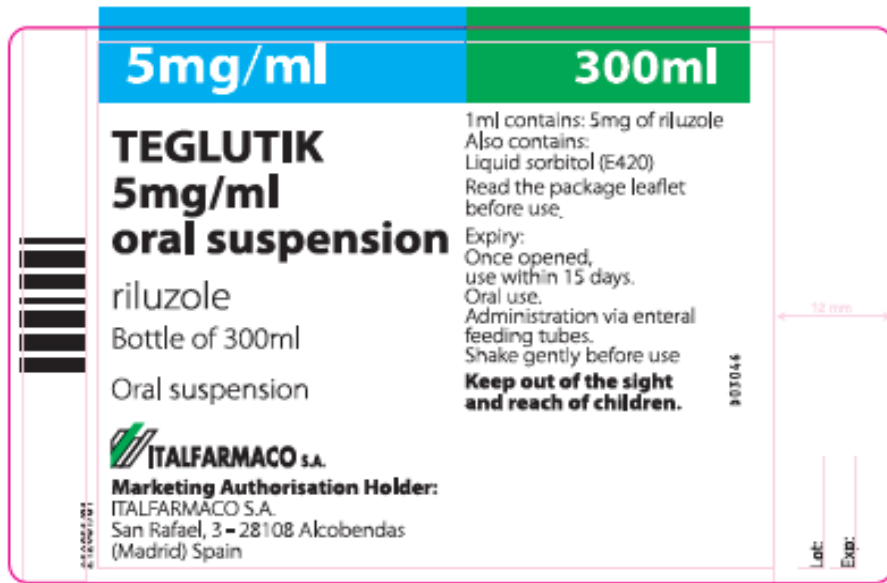 5mg/ml
300ml
TEGLUTIK
5mg/ml
oral suspension
riluzole
Bottle of 300ml
Oral suspension
ITALFARMACO S.A.
Marketing Authorisation Holder:
ITALFARMACO S.A.
San Rafael, 3 – 28108 Alcobendas
(Madrid) Spain
1ml contains: 5mg of riluzole
Also contains:
Liquid sorbitol (E420)
Read the package leaflet
before use.
Expiry:
Once opened,
use within 15 days.
Oral use.
Administration via enteral
feeding tubes.
Shake gently before use
Keep out of the sight
and reach of children.
12 mm
Lot:
Exp: